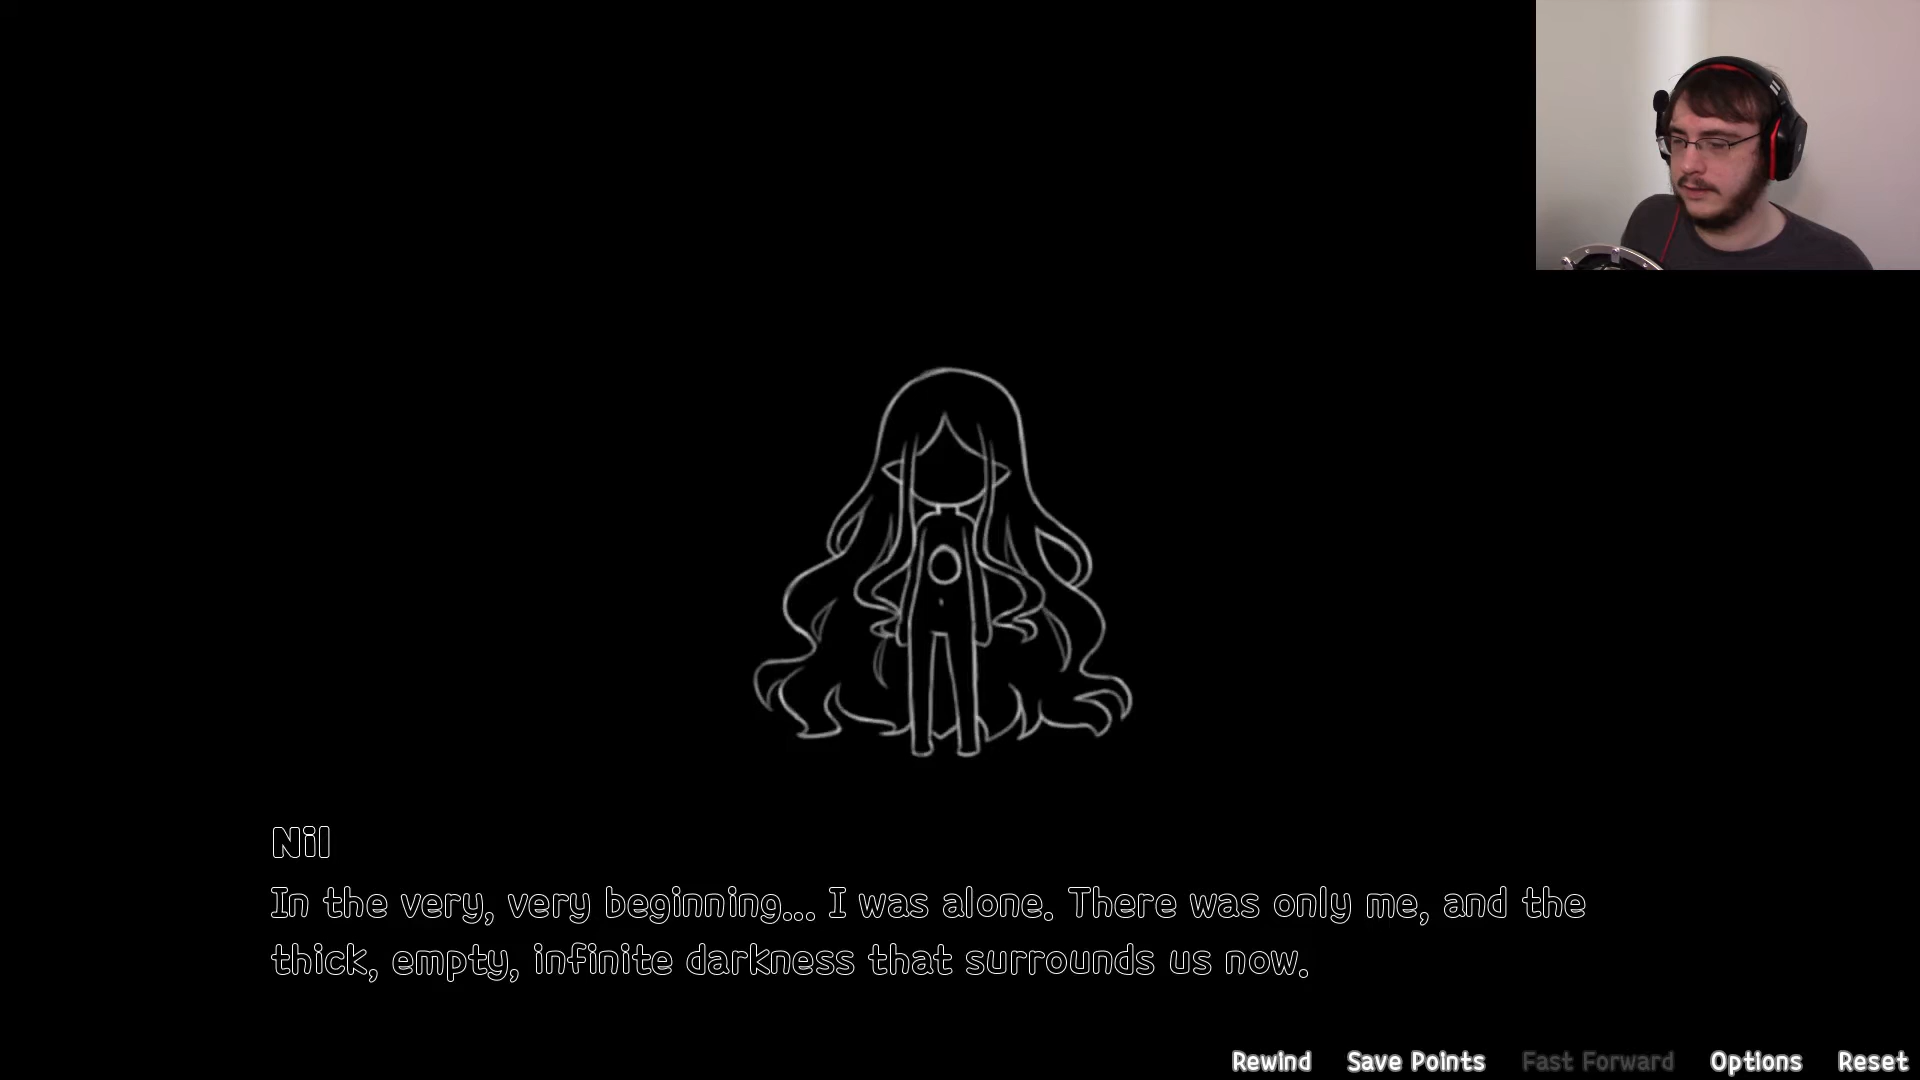 Nil
In the very, very beginning... I was alone. There was only me, and the
thick, empty, infinite darkness that surrounds us now.
Rewind Save Points Fast Forward Options Reset